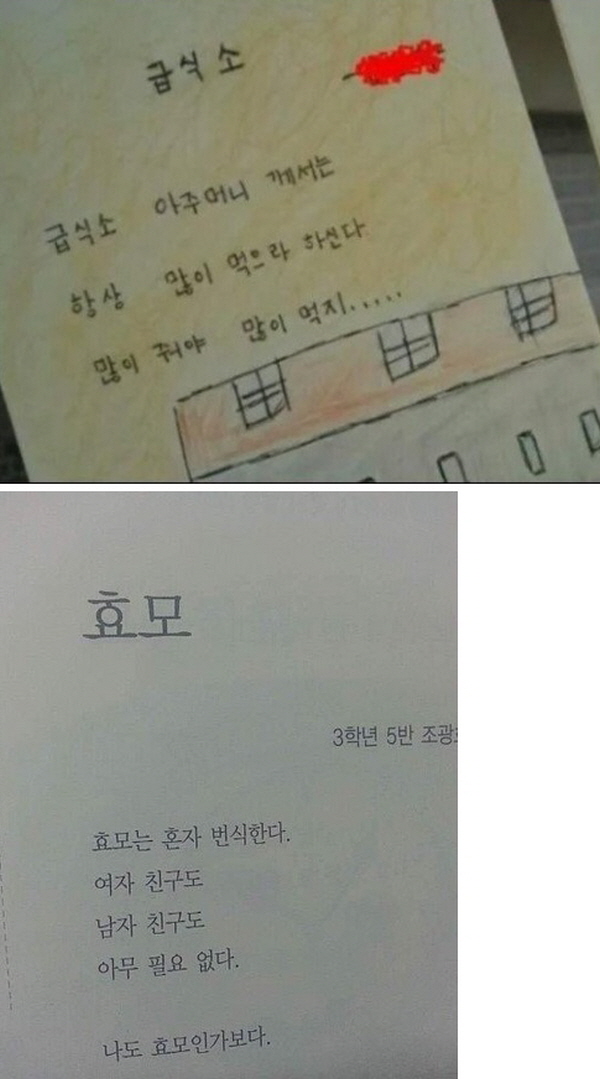 급식소
급식소 아주머니 께서는
항상 많이 먹으라 하신다
많이 줘야 많이 먹지.....
효모
3학년 5반
효모는 혼자 번식한다.
여자 친구도
남자 친구도
아무 필요 없다.
나도 효모인가보다.